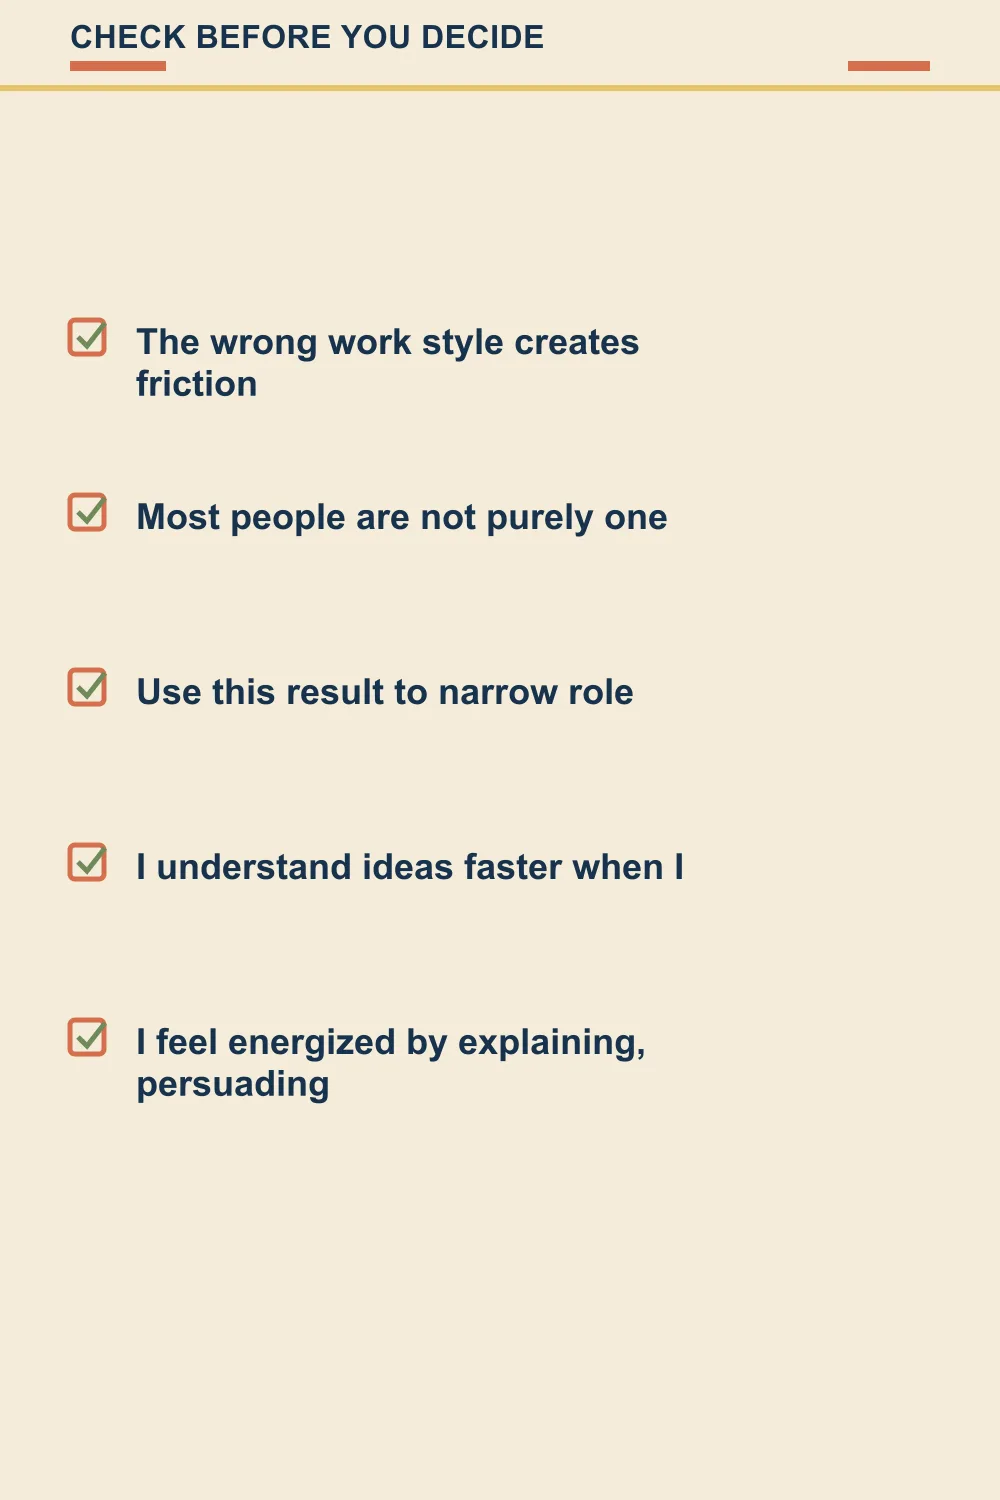 CHECK BEFORE YOU DECIDE
The wrong work style creates
friction
Most people are not purely one
Use this result to narrow role
I understand ideas faster when I
I feel energized by explaining,
persuading